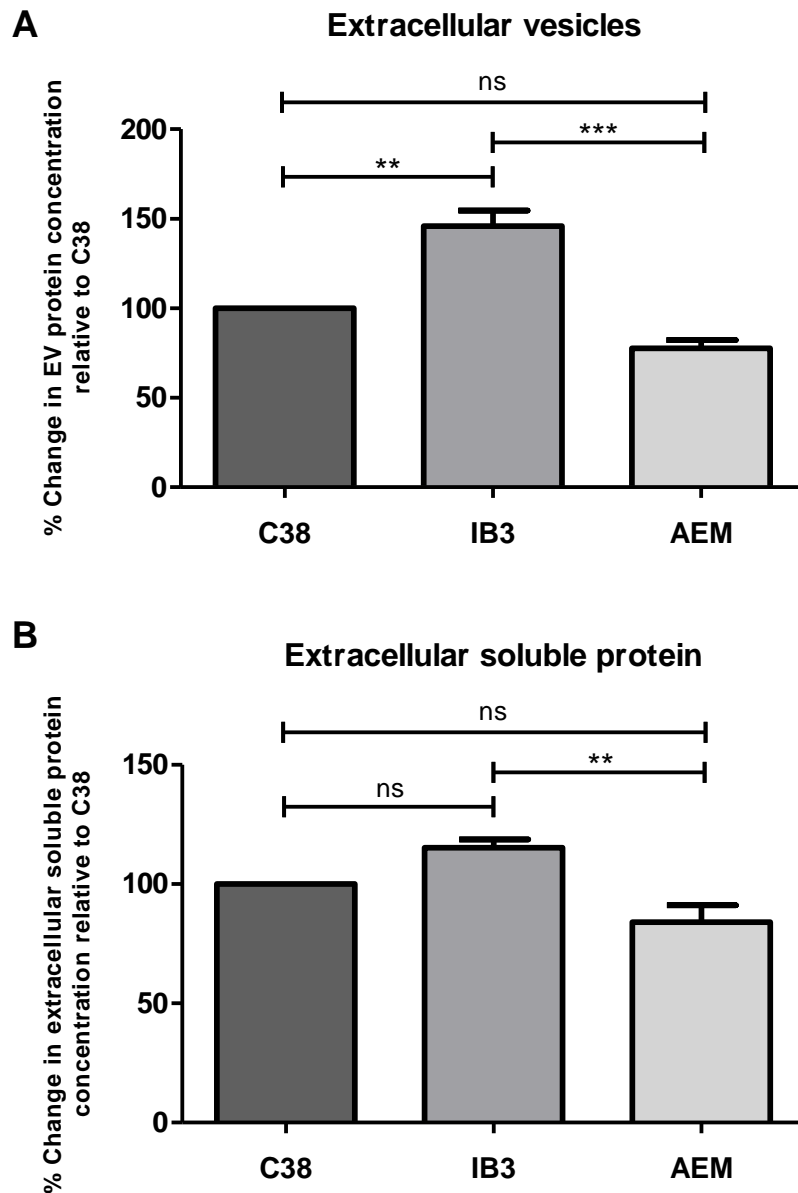 A
Extracellular vesicles
ns
***
**
% Change in EV protein concentration
relative to C38
200
150
100
50
0
C38 IB3 AEM
B
Extracellular soluble protein
ns
**
ns
% Change in extracellular soluble protein
concentration relative to C38
150
100
50
0
C38 IB3 AEM